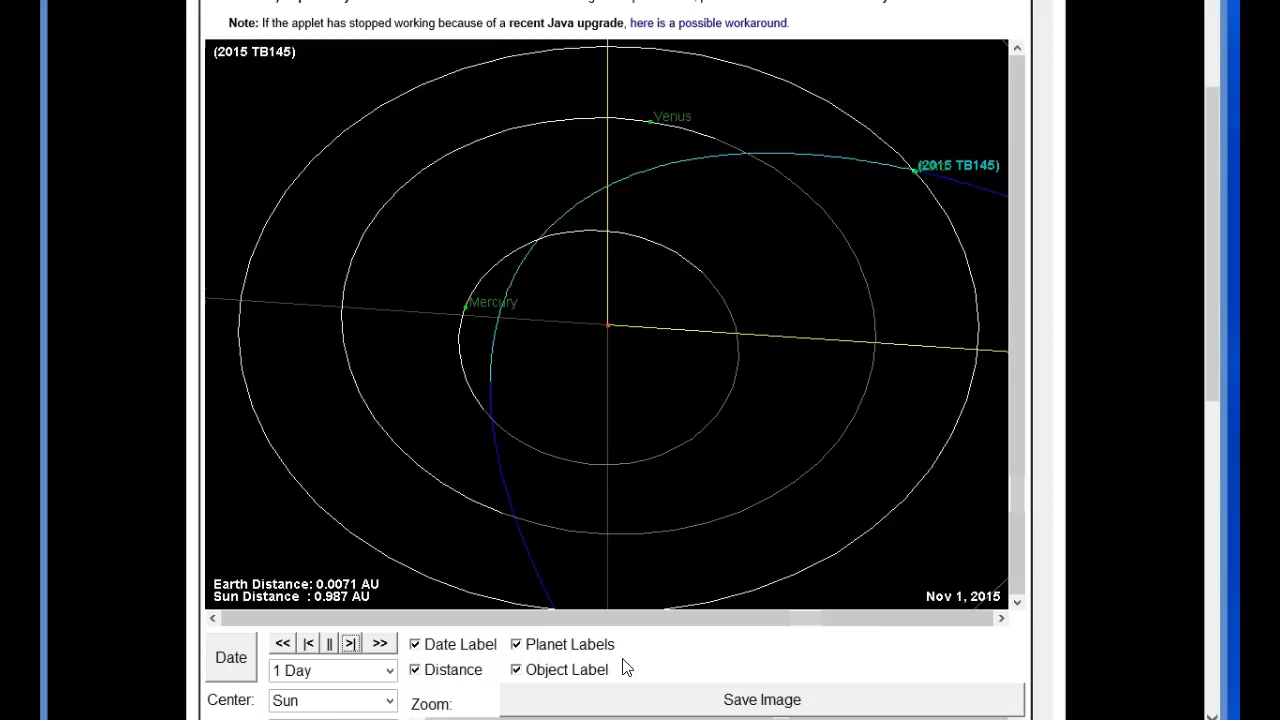 Note: If the applet has stopped working because of a recent Java upgrade, here is a possible workaround.
(2015 TB145)
Venus
(2015 TB145)
Mercury
Earth Distance: 0.0071 AU
Sun Distance : 0.987 AU
Nov 1, 2015
Date
<< |< || >| >>
Date Label
Planet Labels
1 Day
Distance
Object Label
Center:
Sun
Zoom:
Save Image